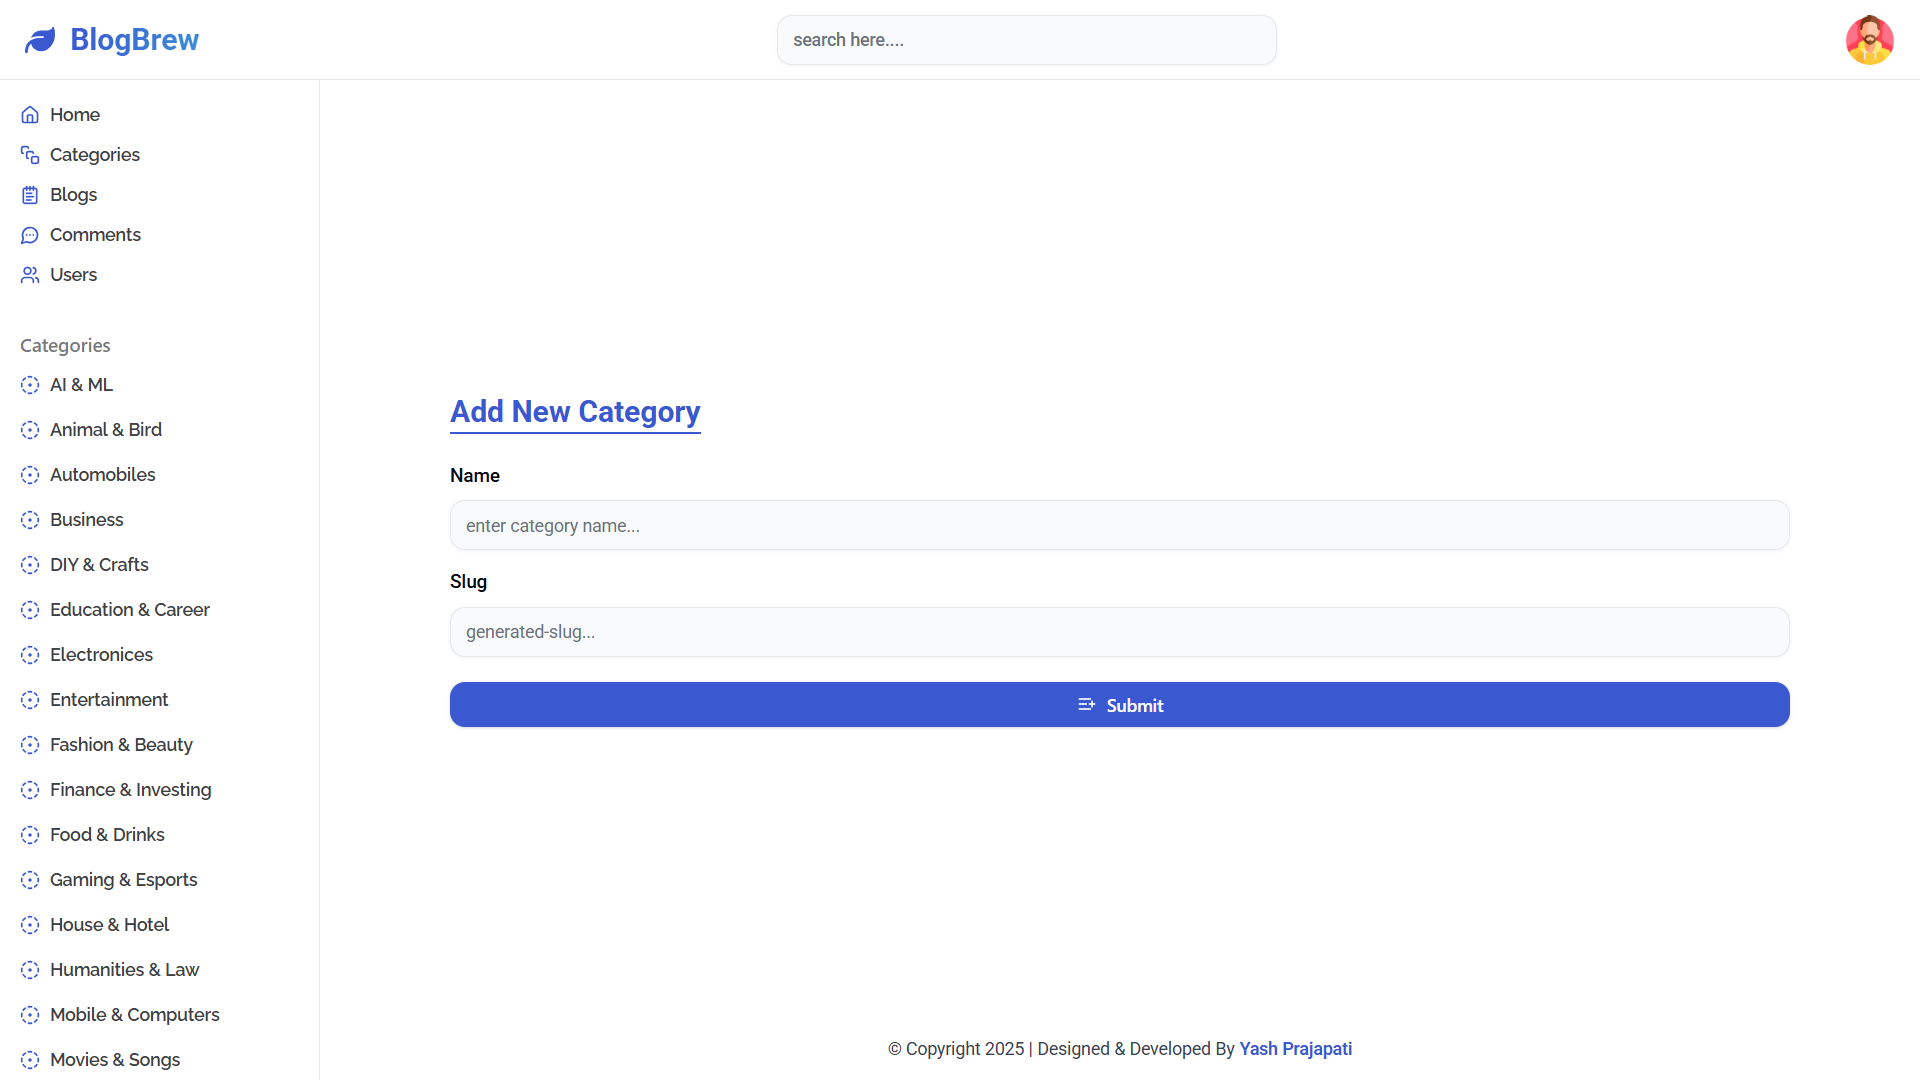 BlogBrew
search here....
Home
Categories
Blogs
Comments
Users
Categories
AI & ML
Animal & Bird
Automobiles
Business
DIY & Crafts
Education & Career
Electronices
Entertainment
Fashion & Beauty
Finance & Investing
Food & Drinks
Gaming & Esports
House & Hotel
Humanities & Law
Mobile & Computers
Movies & Songs
Add New Category
Name
enter category name...
Slug
generated-slug...
Submit
© Copyright 2025 | Designed & Developed By Yash Prajapati